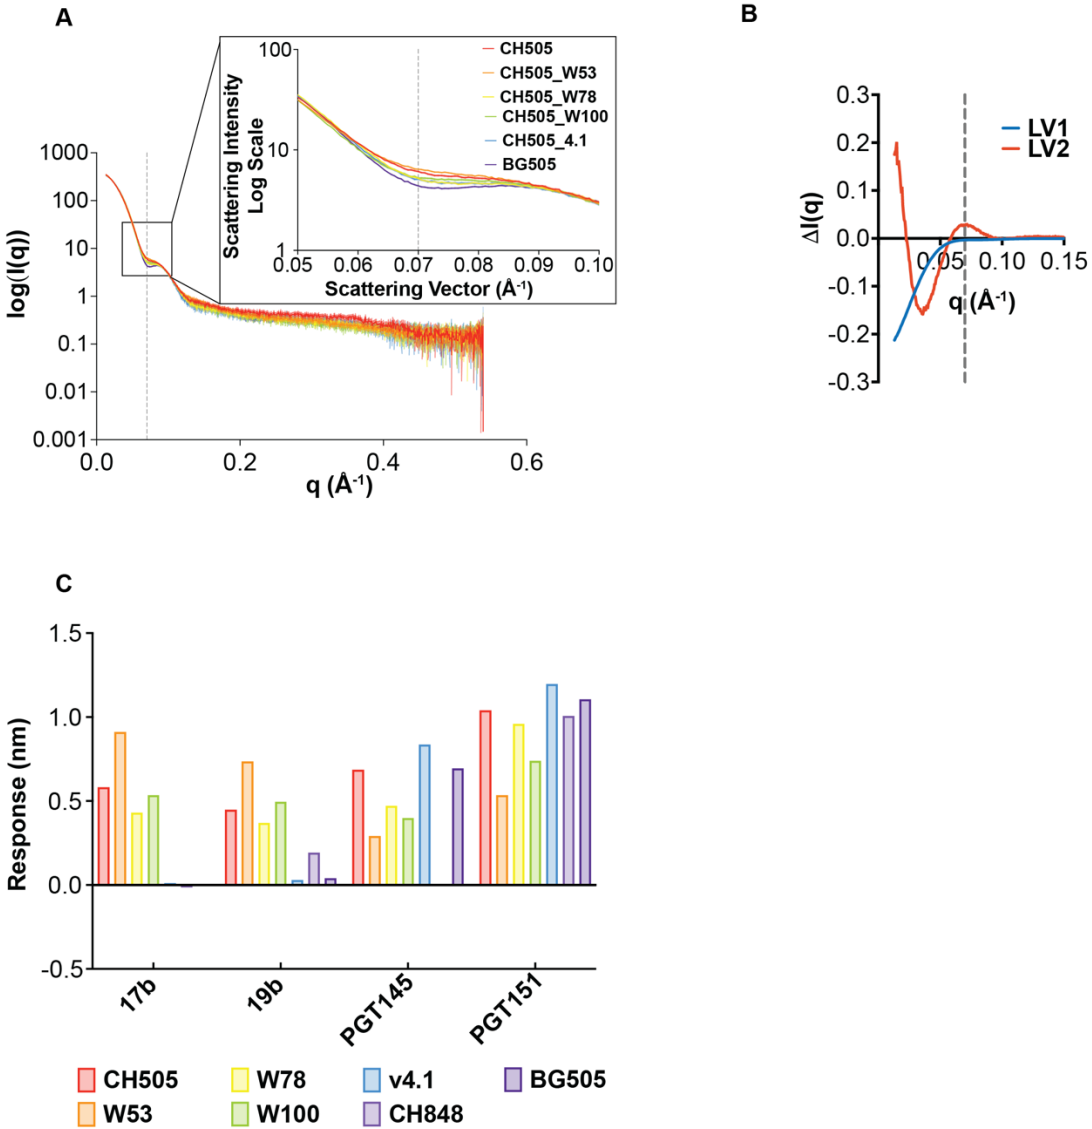 A
B
100
10
1
0.05
0.06
0.07
0.08
0.09
0.10
Scattering Intensity
Log Scale
Scattering Vector (Å-1)
CH505
CH505_W53
CH505_W78
CH505_W100
CH505_4.1
BG505
1000
100
10
1
0.1
0.01
0.001
log(I(q))
0.0
0.2
0.4
0.6
q (Å-1)
0.3
0.2
0.1
0.0
-0.1
-0.2
-0.3
ΔI(q)
LV1
LV2
0.05
0.10
0.15
q (Å-1)
C
1.5
1.0
0.5
0.0
-0.5
Response (nm)
17b
19b
PGT145
PGT151
CH505
W78
v4.1
BG505
W53
W100
CH848